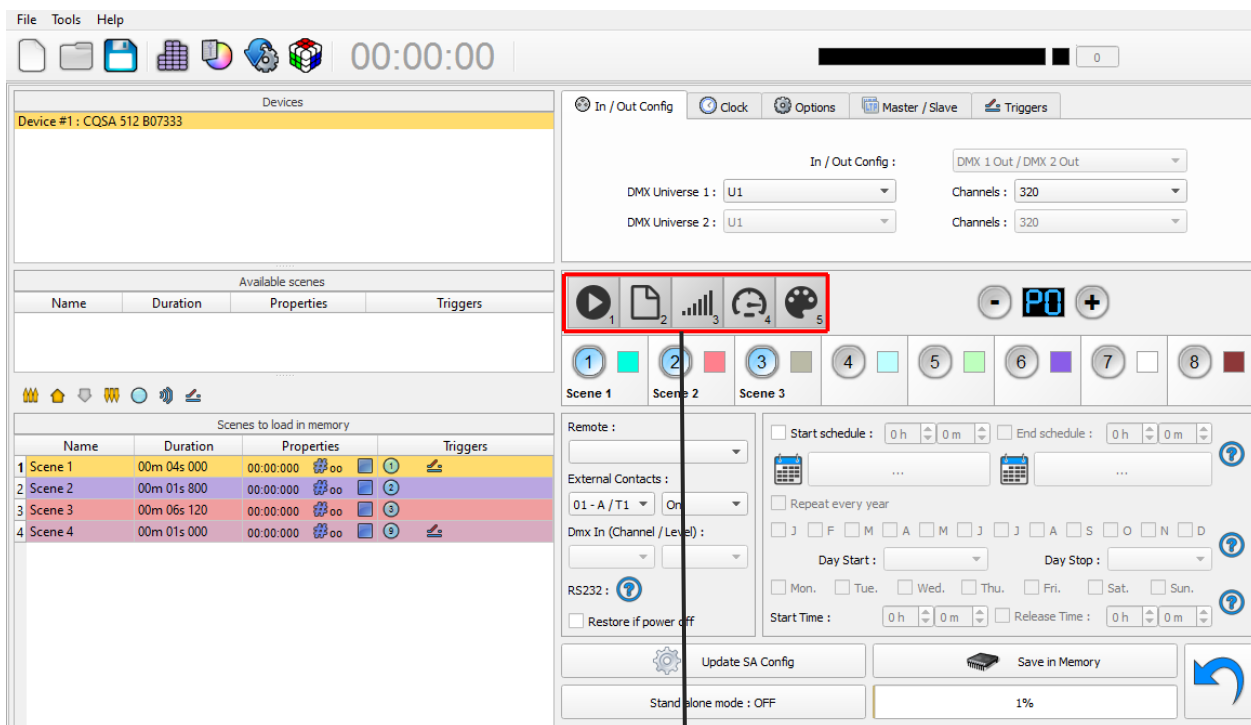 File Tools Help
00:00:00
0
Devices
Device #1 : CQSA 512 B07333
In / Out Config Clock Options Master / Slave Triggers
In / Out Config : DMX 1 Out / DMX 2 Out
DMX Universe 1 : U1 Channels : 320
DMX Universe 2 : U1 Channels : 320
Available scenes
Name Duration Properties Triggers
1 2 3 4 5
- P0 +
1 2 3 4 5 6 7 8
Scene 1 Scene 2 Scene 3
Scenes to load in memory
Name Duration Properties Triggers
1 Scene 1 00m 04s 000 00:00:000 # oo 1
2 Scene 2 00m 01s 800 00:00:000 # oo 2
3 Scene 3 00m 06s 120 00:00:000 # oo 3
4 Scene 4 00m 01s 000 00:00:000 # oo 9
Remote :
External Contacts :
01 - A / T1 On
Dmx In (Channel / Level) :
RS232 : ?
Restore if power off
Start schedule : 0 h 0 m End schedule : 0 h 0 m ?
... ...
Repeat every year
J F M A M J J A S O N D
Day Start : Day Stop : ?
Mon. Tue. Wed. Thu. Fri. Sat. Sun.
Start Time : 0 h 0 m Release Time : 0 h 0 m ?
Update SA Config Save in Memory
Stand alone mode : OFF 1%